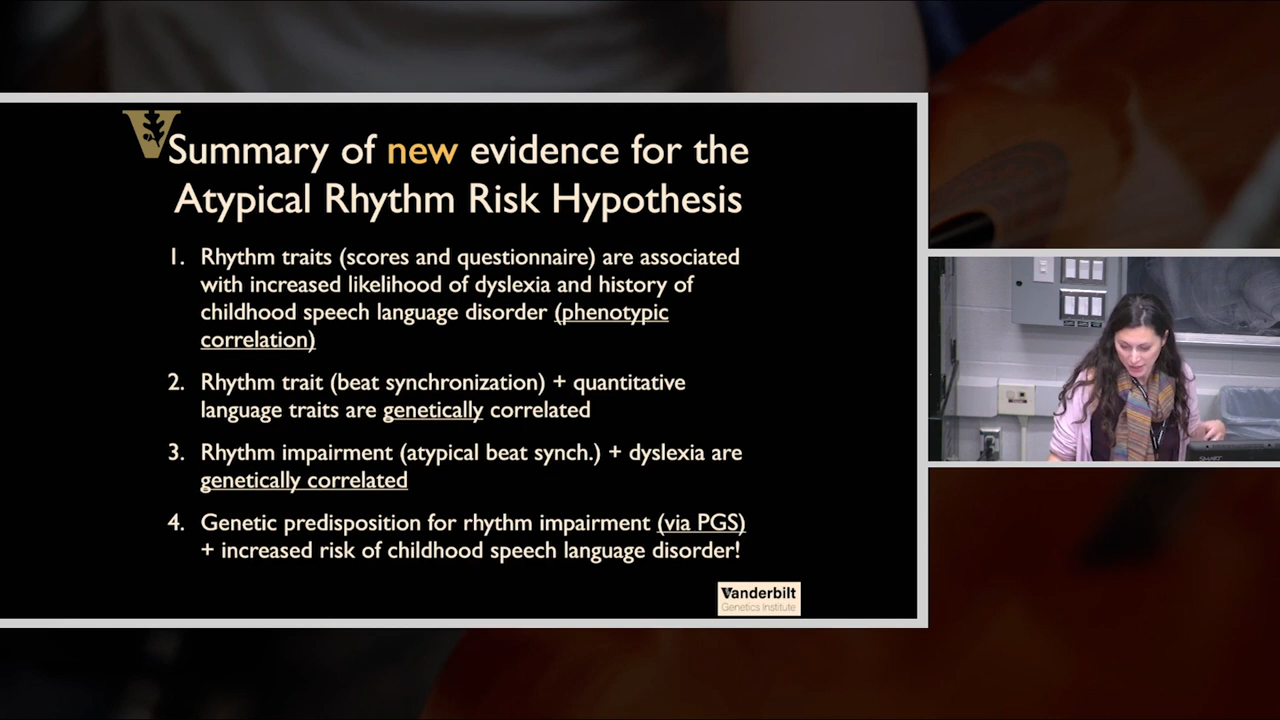 Summary of new evidence for the
Atypical Rhythm Risk Hypothesis
1. Rhythm traits (scores and questionnaire) are associated
with increased likelihood of dyslexia and history of
childhood speech language disorder (phenotypic
correlation)
2. Rhythm trait (beat synchronization) + quantitative
language traits are genetically correlated
3. Rhythm impairment (atypical beat synch.) + dyslexia are
genetically correlated
4. Genetic predisposition for rhythm impairment (via PGS)
+ increased risk of childhood speech language disorder!
Vanderbilt
Genetics Institute
SMART